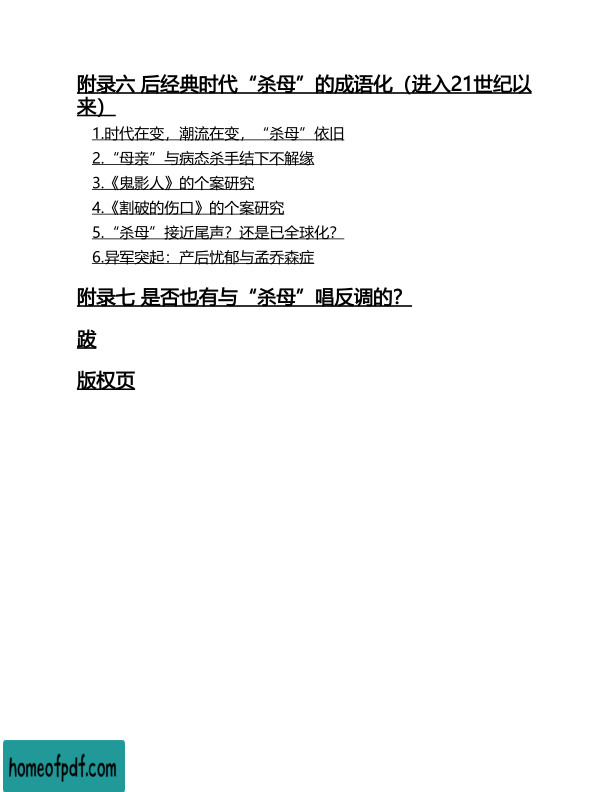 附录六 后经典时代“杀母”的成语化（进入21世纪以
来）
1.时代在变，潮流在变，“杀母”依旧
2.“母亲”与病态杀手结下不解缘
3.《鬼影人》的个案研究
4.《割破的伤口》的个案研究
5.“杀母”接近尾声？还是已全球化？
6.异军突起：产后忧郁与孟乔森症
附录七 是否也有与“杀母”唱反调的？
跋
版权页
homeofpdf.com